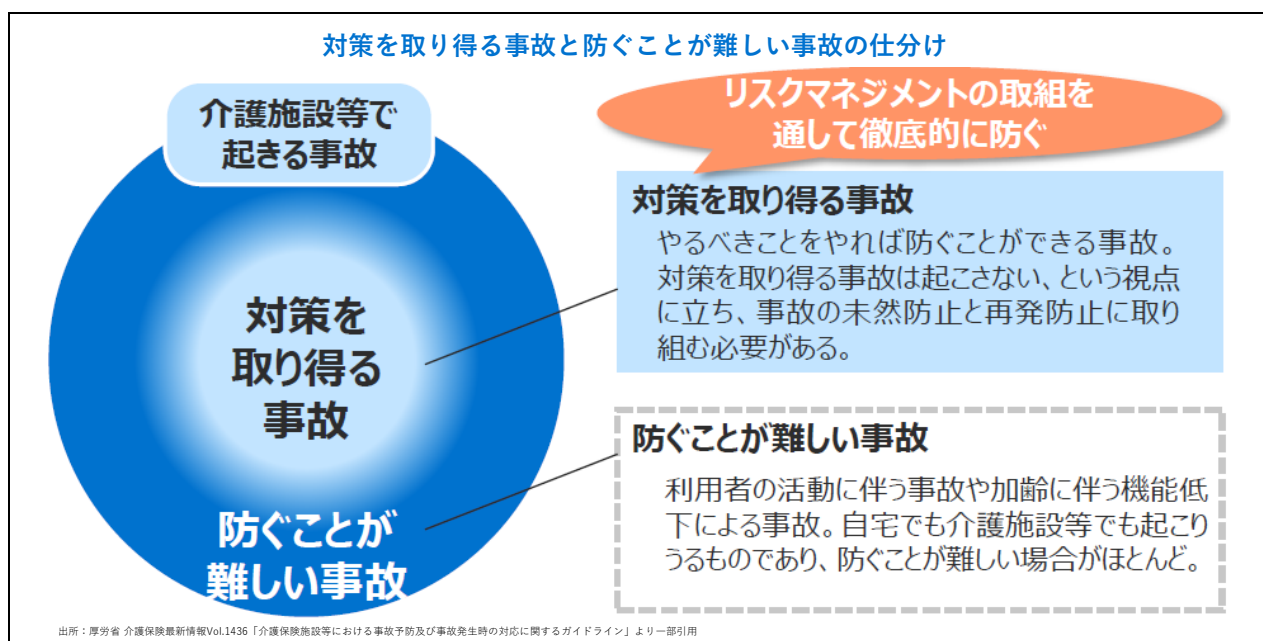 対策を取り得る事故と防ぐことが難しい事故の仕分け
介護施設等で
起きる事故
対策を
取り得る
事故
防ぐことが
難しい事故
リスクマネジメントの取組を
通して徹底的に防ぐ
対策を取り得る事故
やるべきことをやれば防ぐことができる事故。
対策を取り得る事故は起こさない、という視点
に立ち、事故の未然防止と再発防止に取り
組む必要がある。
防ぐことが難しい事故
利用者の活動に伴う事故や加齢に伴う機能低
下による事故。自宅でも介護施設等でも起こり
うるものであり、防ぐことが難しい場合がほとんど。
出所：厚労省 介護保険最新情報Vol.1436「介護保険施設等における事故予防及び事故発生時の対応に関するガイドライン」より一部引用